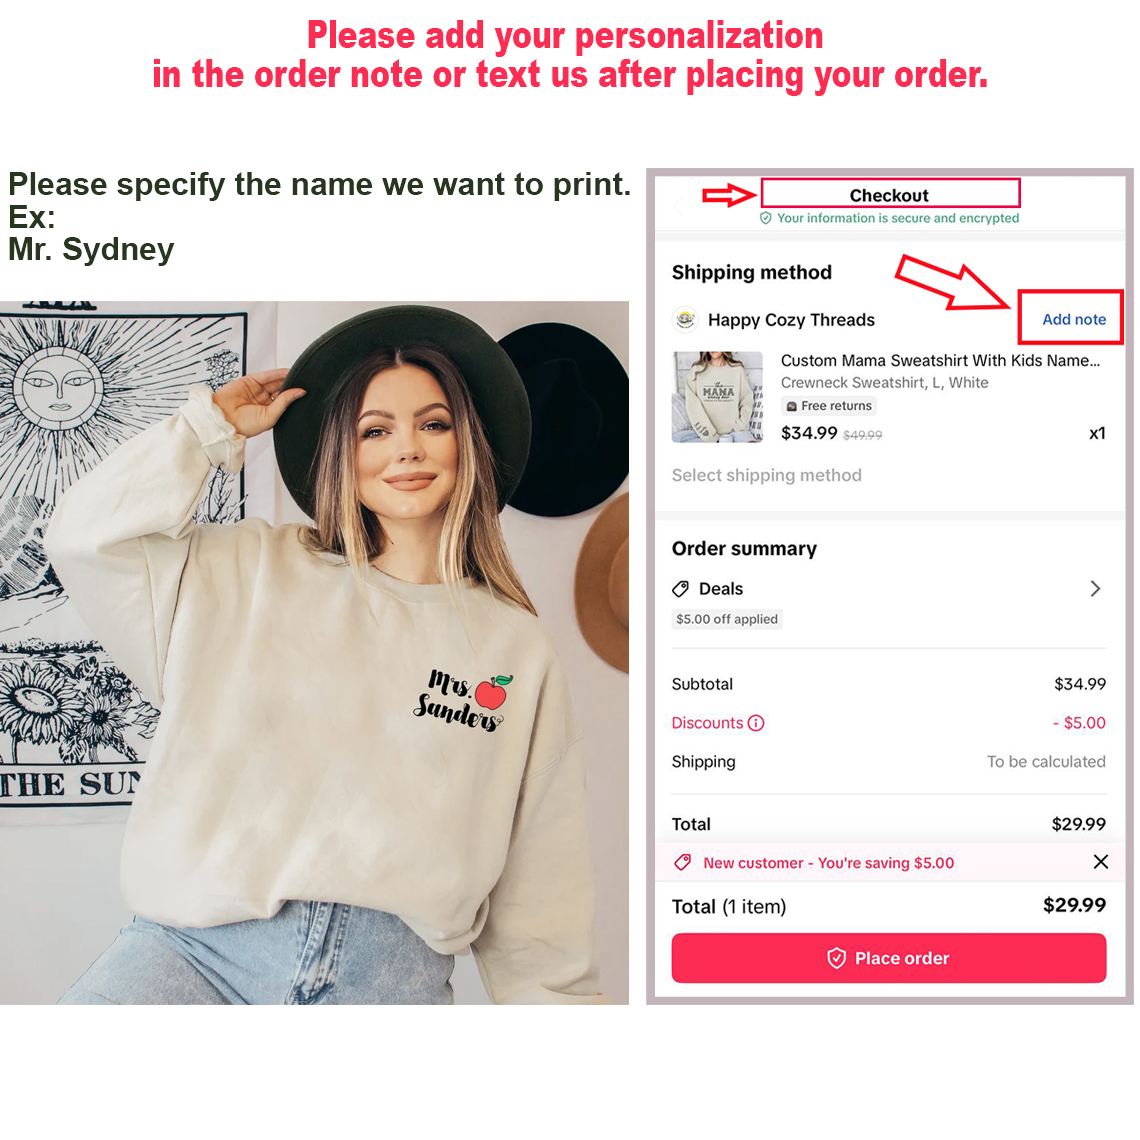 Please add your personalization
in the order note or text us after placing your order.
Please specify the name we want to print.
Ex:
Mr. Sydney
THE SUN
Mrs.
Sanders
Checkout
Your information is secure and encrypted
Shipping method
Happy Cozy Threads
Add note
MAMA
Custom Mama Sweatshirt With Kids Name...
Crewneck Sweatshirt, L, White
Free returns
$34.99 $49.99
x1
Select shipping method
Order summary
Deals
$5.00 off applied
Subtotal $34.99
Discounts - $5.00
Shipping To be calculated
Total $29.99
New customer - You're saving $5.00
Total (1 item) $29.99
Place order